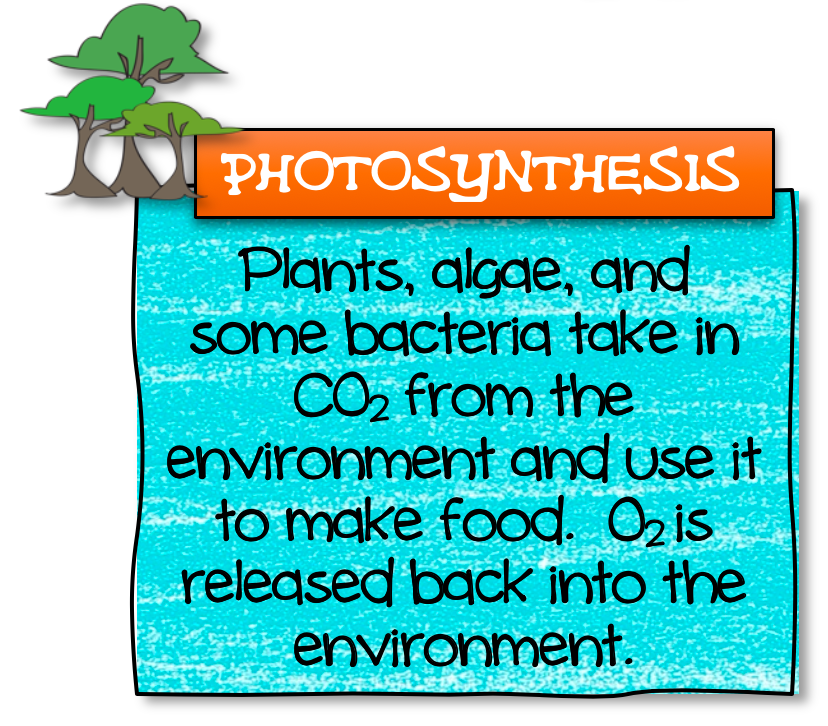 PHOTOSYNTHESIS
Plants, algae, and
some bacteria take in
CO₂ from the
environment and use it
to make food. O₂ is
released back into the
environment.